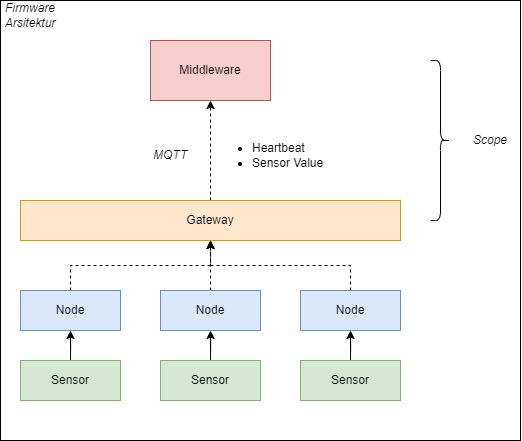 Firmware
Arsitektur
Middleware
MQTT
Heartbeat
Sensor Value
Scope
Gateway
Node
Node
Node
Sensor
Sensor
Sensor